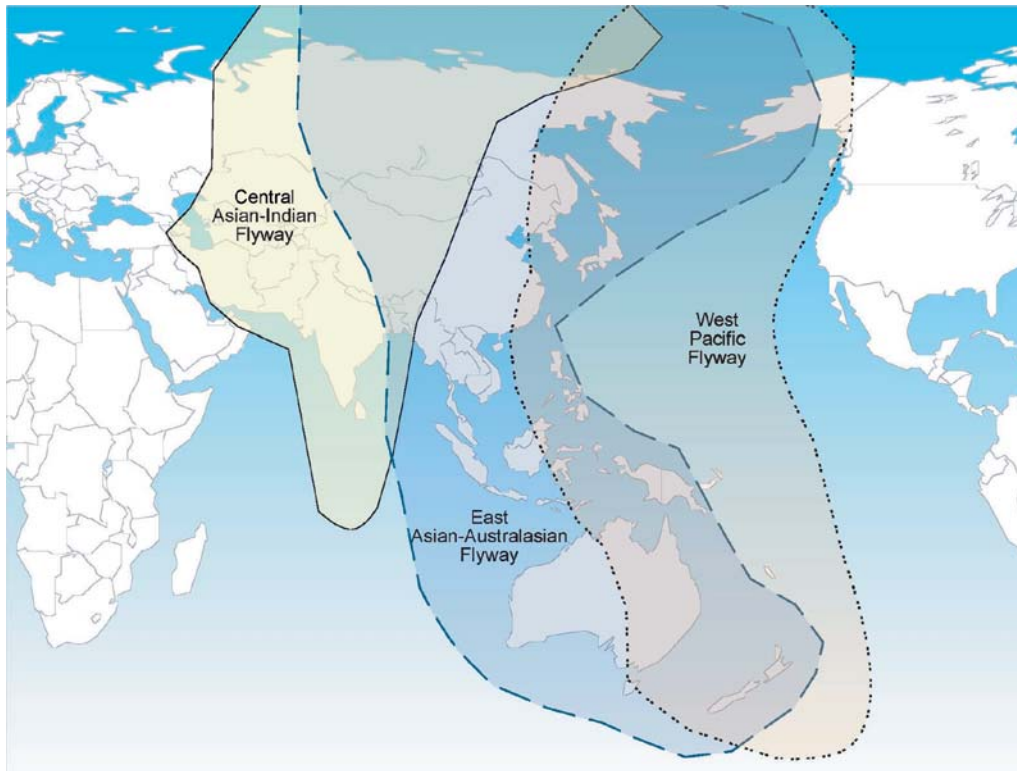 Central
Asian-Indian
Flyway
West
Pacific
Flyway
East
Asian-Australasian
Flyway